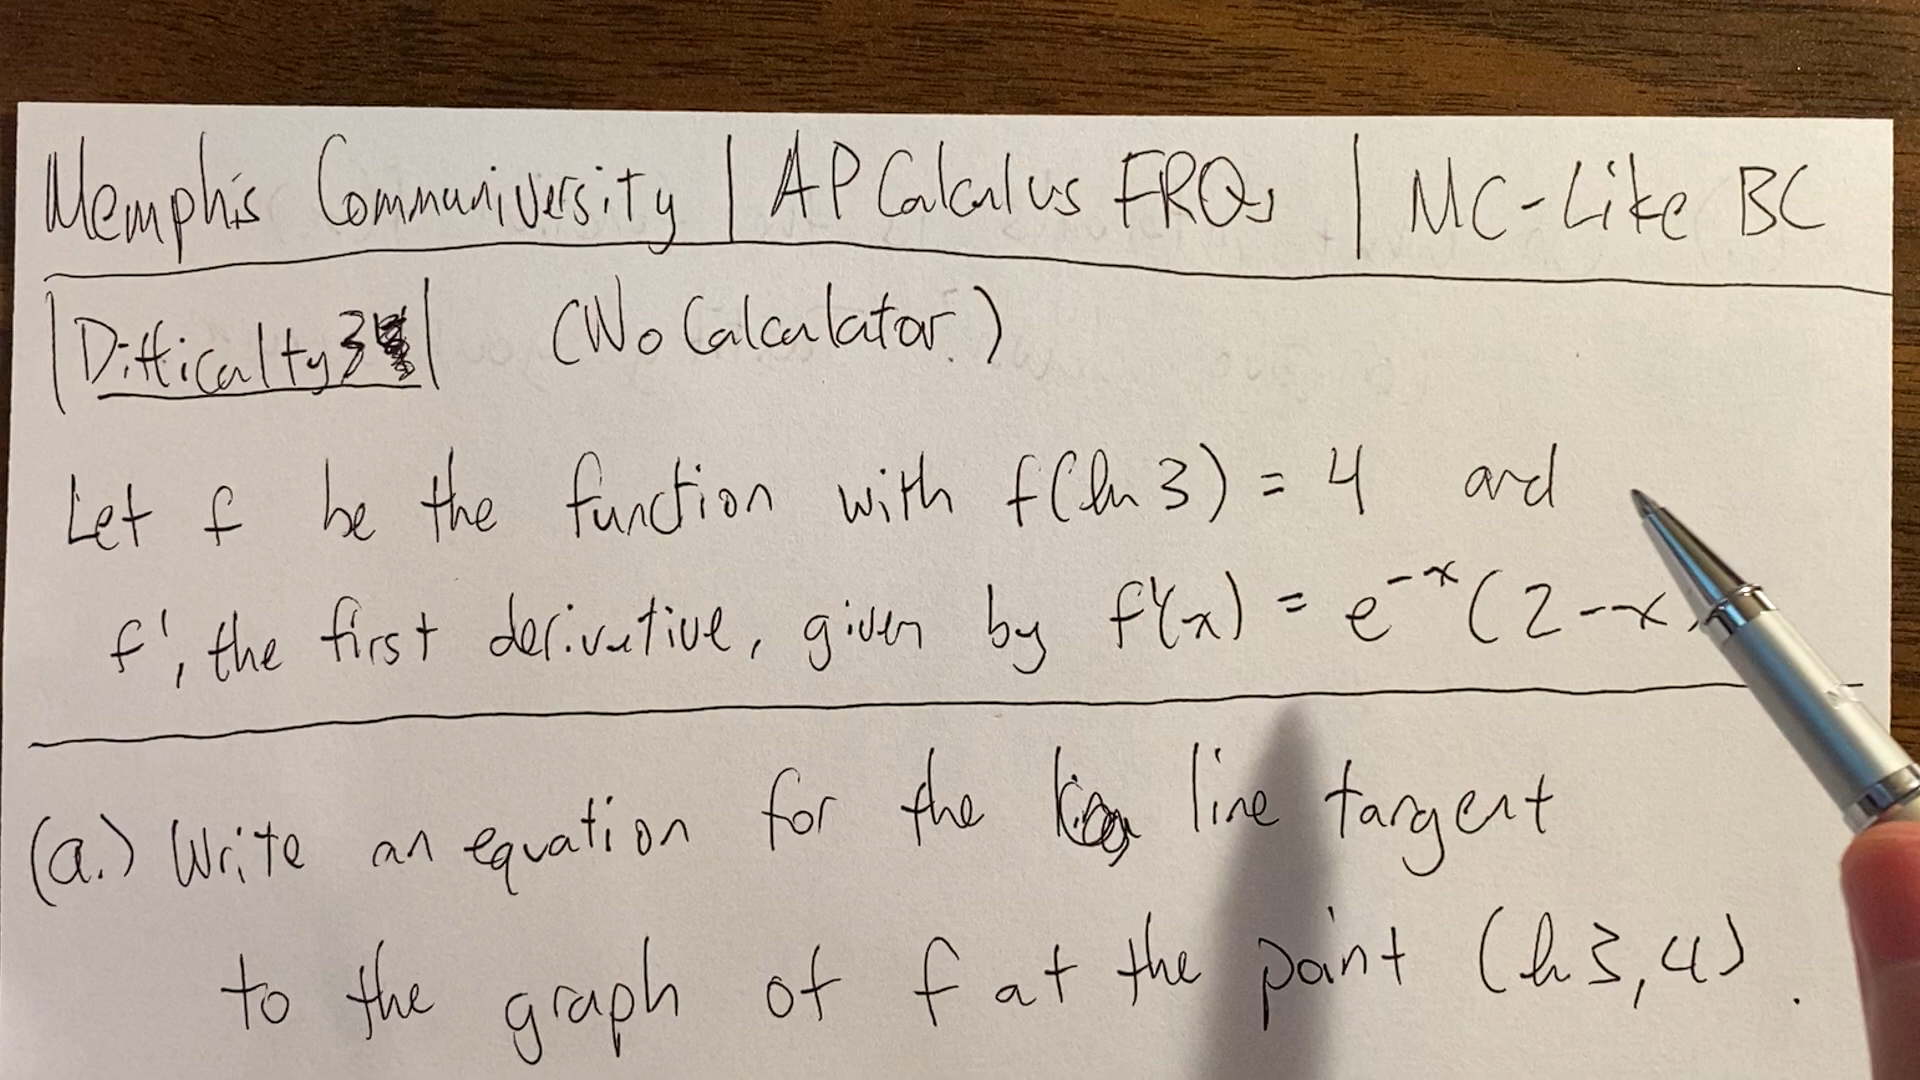 Memphis Communiversity | AP Calculus FRQs | MC-Like BC
Difficulty 3 (No Calculator.)
Let f be the function with f(ln 3) = 4 and
f', the first derivative, given by f'(x) = e^-x (2-x)
(a.) Write an equation for the line tangent
to the graph of f at the point (ln 3, 4).